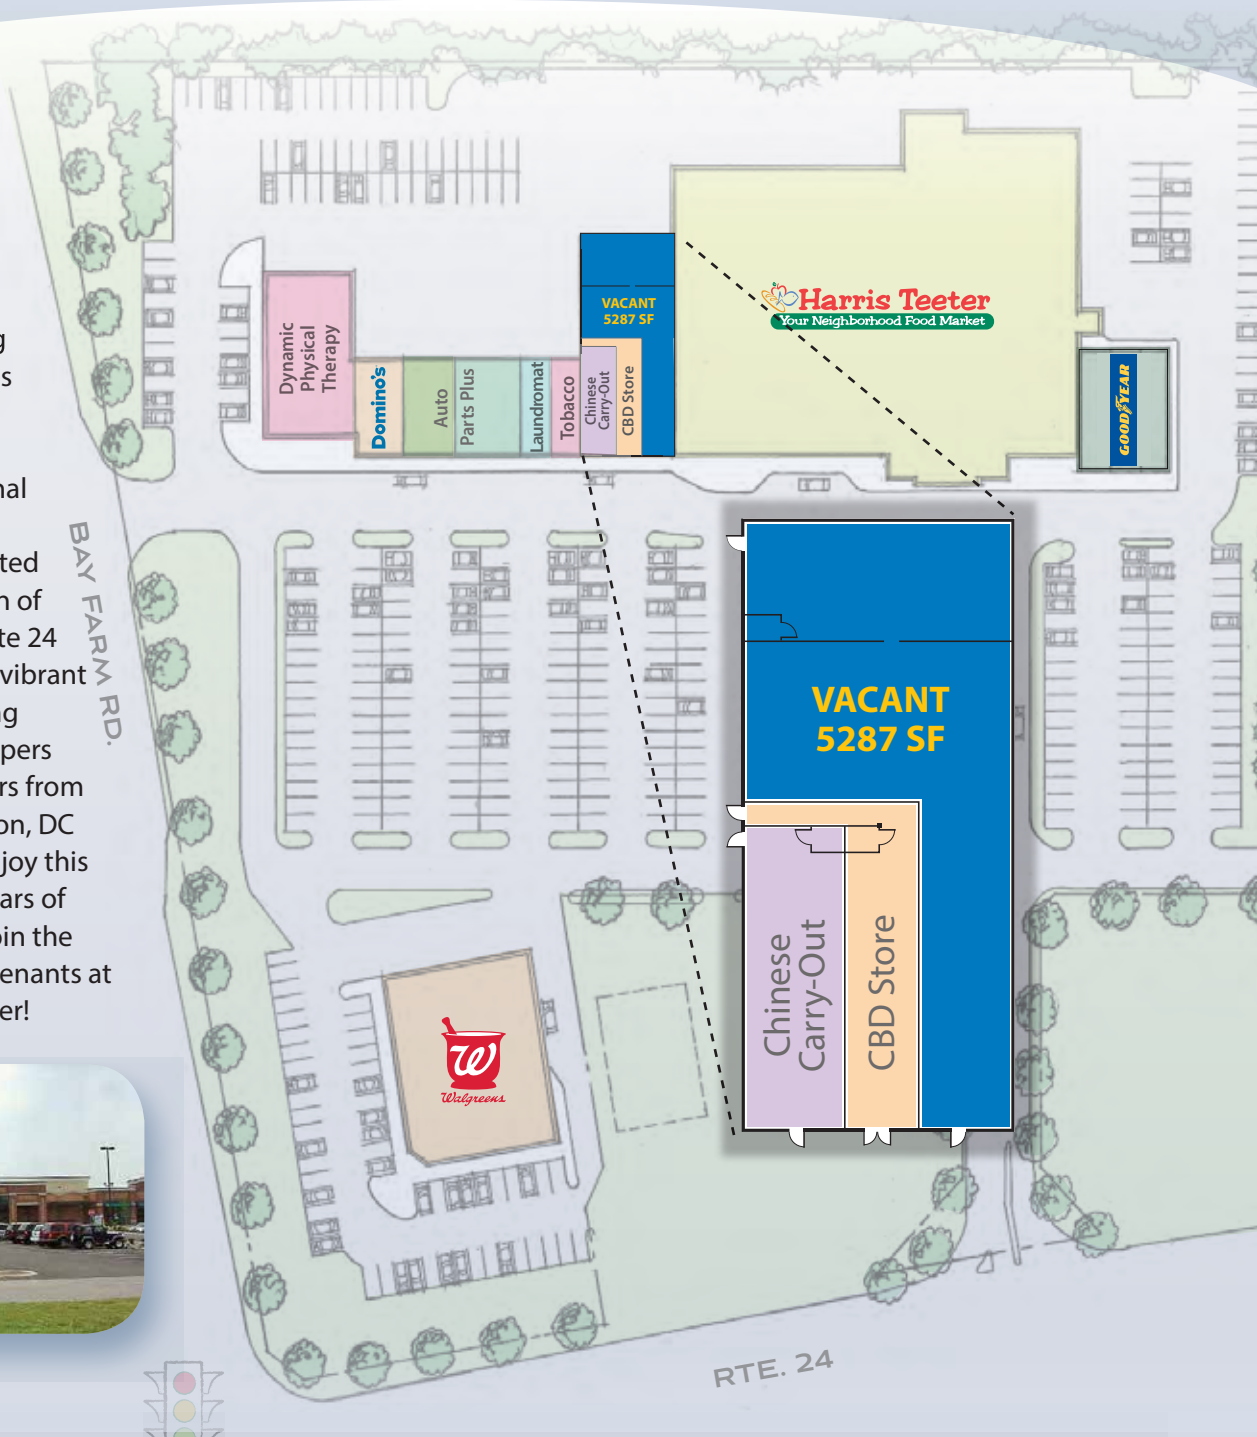 g
s
nal
ted
n of
te 24
vibrant
ng
pers
rs from
on, DC
joy this
ars of
oin the
enants at
er!
BAY FARM RD.
Dynamic
Physical
Therapy
Domino's
Auto
Parts Plus
Laundromat
Tobacco
Chinese
Carry-Out
CBD Store
VACANT
5287 SF
Harris Teeter
Your Neighborhood Food Market
GOODYEAR
VACANT
5287 SF
Chinese
Carry-Out
CBD Store
W
Walgreens
RTE. 24